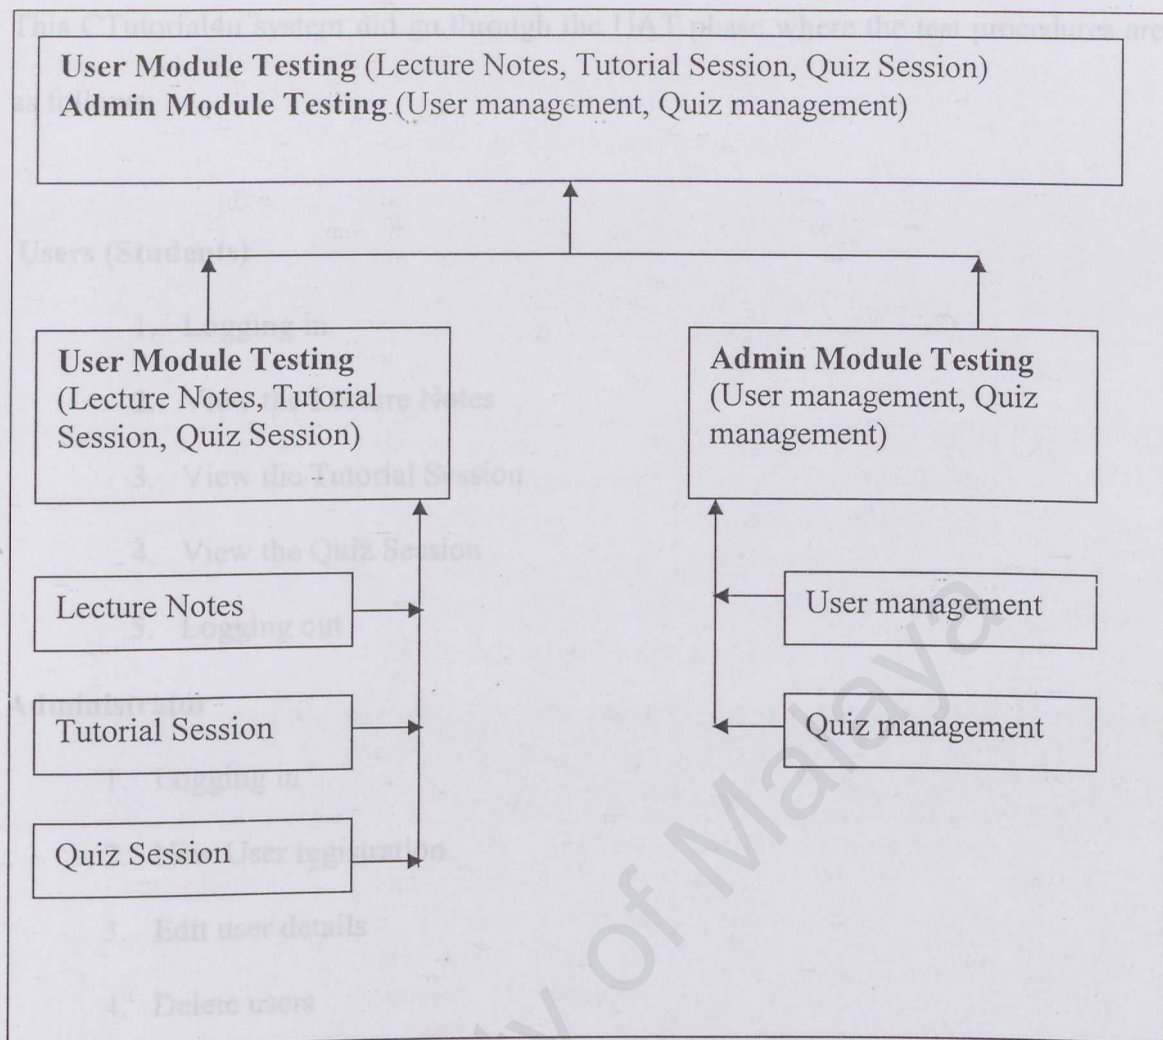 This CTutorial4u system did go through the UAT phase where the test procedures are
User Module Testing (Lecture Notes, Tutorial Session, Quiz Session)
as follows
Admin Module Testing (User management, Quiz management)
Users (Students)
1. Logging in
User Module Testing
(Lecture Notes, Tutorial
Session, Quiz Session)
Admin Module Testing
(User management, Quiz
management)
Lecture Notes
3. View the Tutorial Session
4. View the Quiz Session
Lecture Notes
User management
5. Logging out
Administrator
Tutorial Session
Quiz management
1. Logging in
Quiz Session
User registration
3. Edit user details
4. Delete users
ty of Malaya